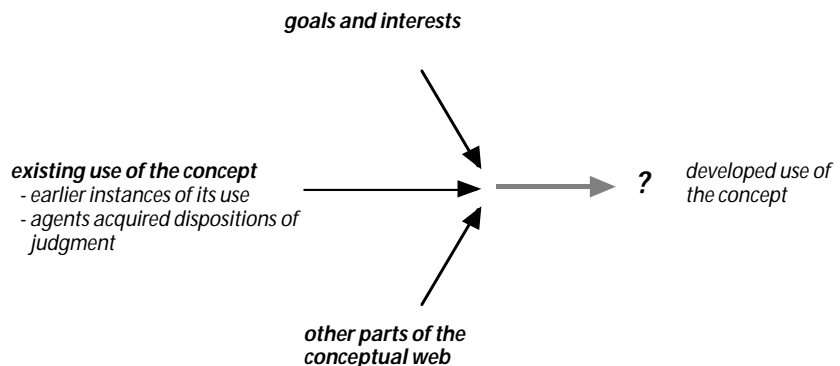 goals and interests
existing use of the concept
- earlier instances of its use
- agents acquired dispositions of
judgment
?
developed use of
the concept
other parts of the
conceptual web